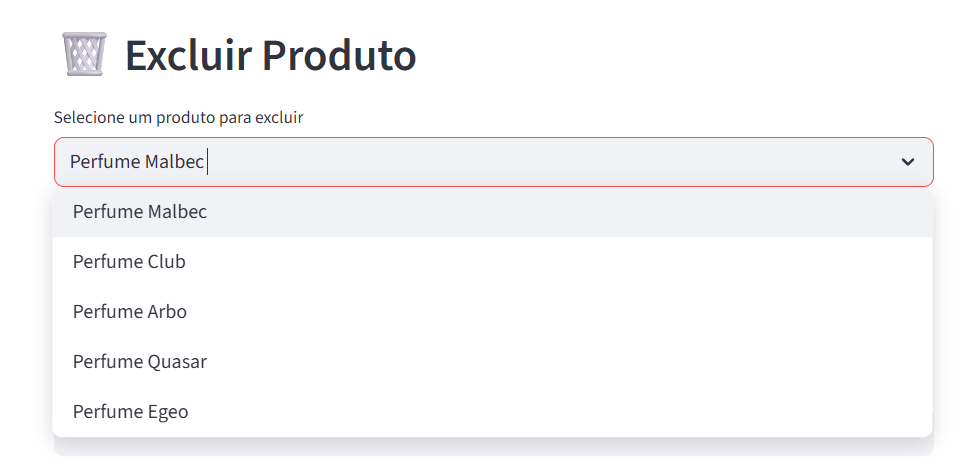 Excluir Produto
Selecione um produto para excluir
Perfume Malbec
Perfume Malbec
Perfume Club
Perfume Arbo
Perfume Quasar
Perfume Egeo